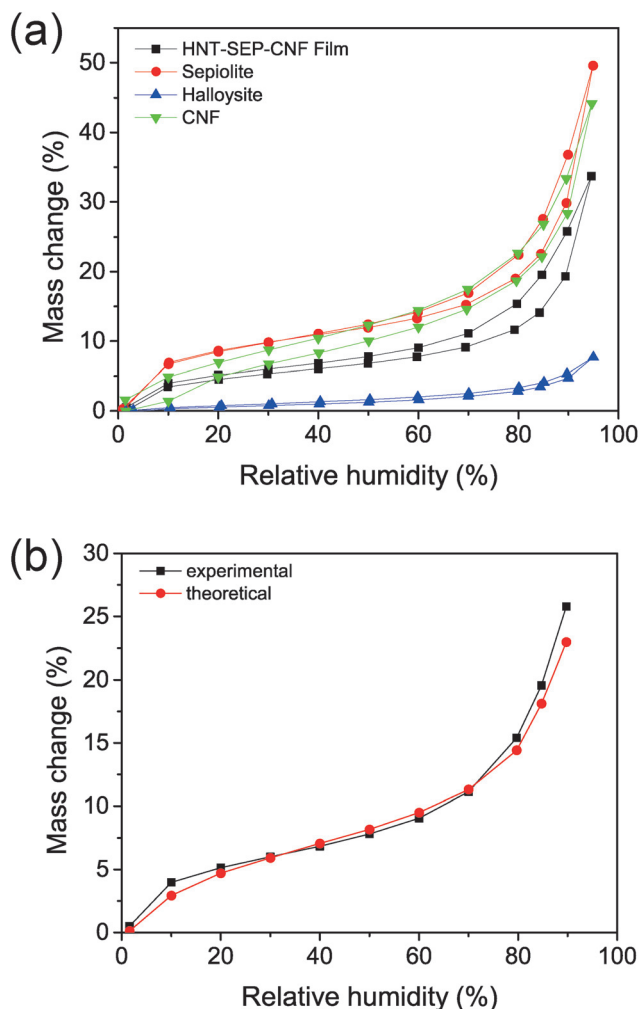 (a)
HNT-SEP-CNF Film
Sepiolite
Halloysite
CNF
50
40
30
20
10
0
Mass change (%)
0 20 40 60 80 100
Relative humidity (%)
(b)
experimental
theoretical
30
25
20
15
10
5
0
Mass change (%)
0 20 40 60 80 100
Relative humidity (%)